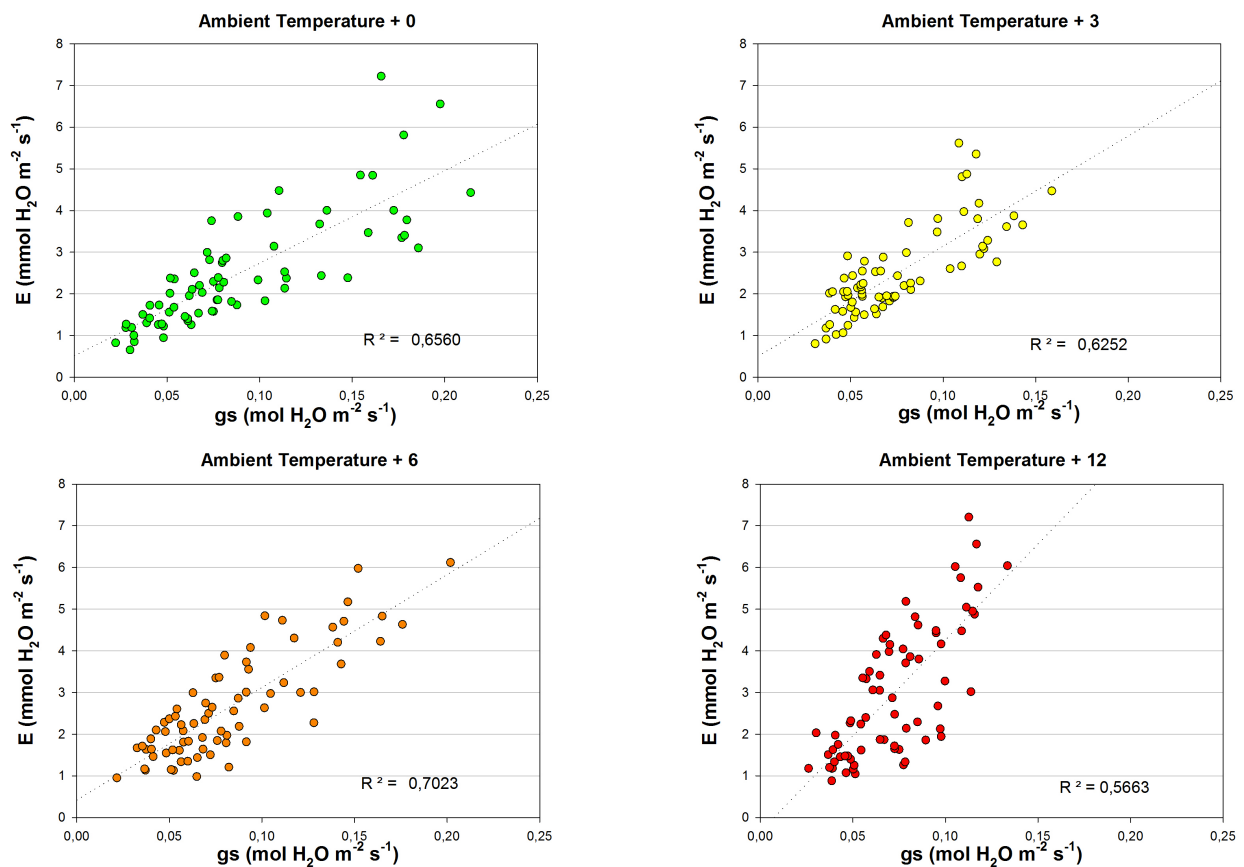 Ambient Temperature + 0
8
7
6
5
4
3
2
1
0
E (mmol H₂O m⁻² s⁻¹)
R ² = 0,6560
0,00 0,05 0,10 0,15 0,20 0,25
gs (mol H₂O m⁻² s⁻¹)
Ambient Temperature + 3
8
7
6
5
4
3
2
1
0
E (mmol H₂O m⁻² s⁻¹)
R ² = 0,6252
0,00 0,05 0,10 0,15 0,20 0,25
gs (mol H₂O m⁻² s⁻¹)
Ambient Temperature + 6
8
7
6
5
4
3
2
1
0
E (mmol H₂O m⁻² s⁻¹)
R ² = 0,7023
0,00 0,05 0,10 0,15 0,20 0,25
gs (mol H₂O m⁻² s⁻¹)
Ambient Temperature + 12
8
7
6
5
4
3
2
1
0
E (mmol H₂O m⁻² s⁻¹)
R ² = 0,5663
0,00 0,05 0,10 0,15 0,20 0,25
gs (mol H₂O m⁻² s⁻¹)